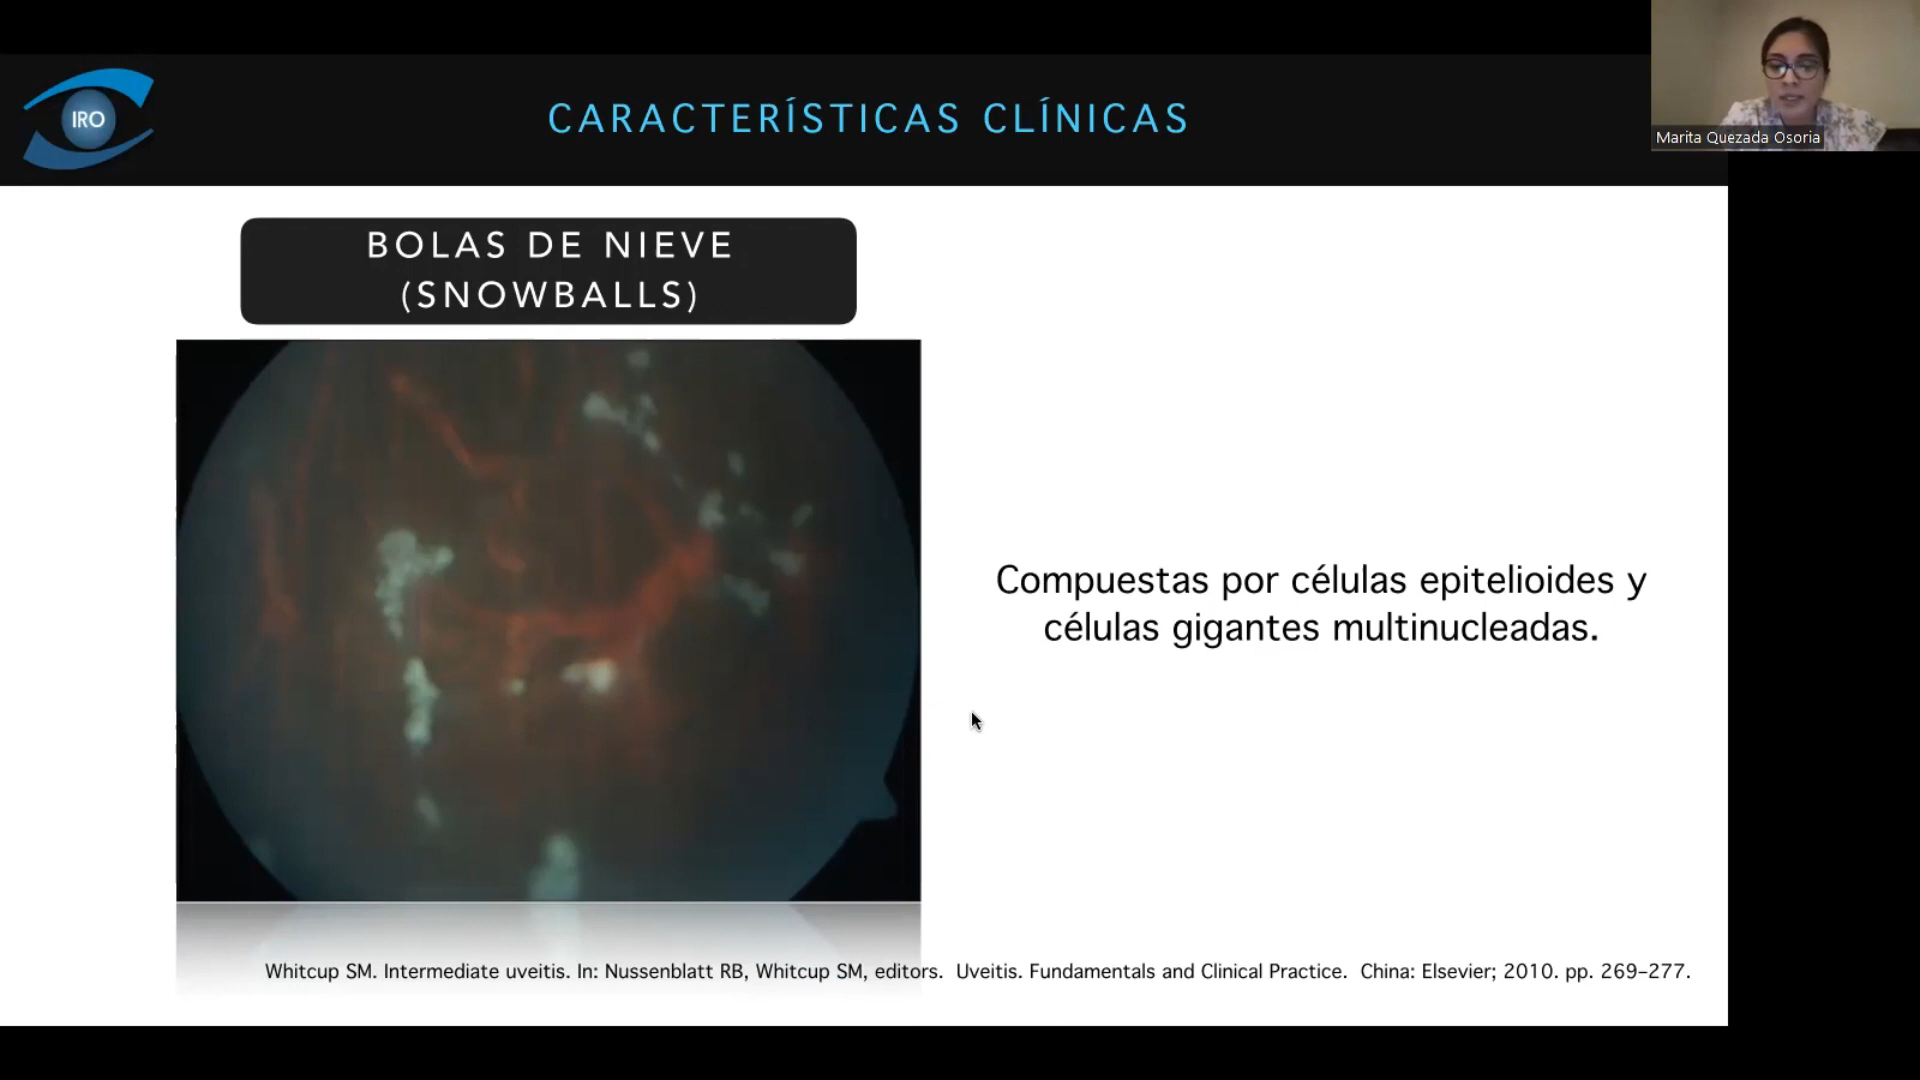 IRO
CARACTERÍSTICAS CLÍNICAS
Marita Quezada Osoria
BOLAS DE NIEVE
(SNOWBALLS)
Compuestas por células epitelioides y
células gigantes multinucleadas.
Whitcup SM. Intermediate uveitis. In: Nussenblatt RB, Whitcup SM, editors. Uveitis. Fundamentals and Clinical Practice. China: Elsevier; 2010. pp. 269–277.